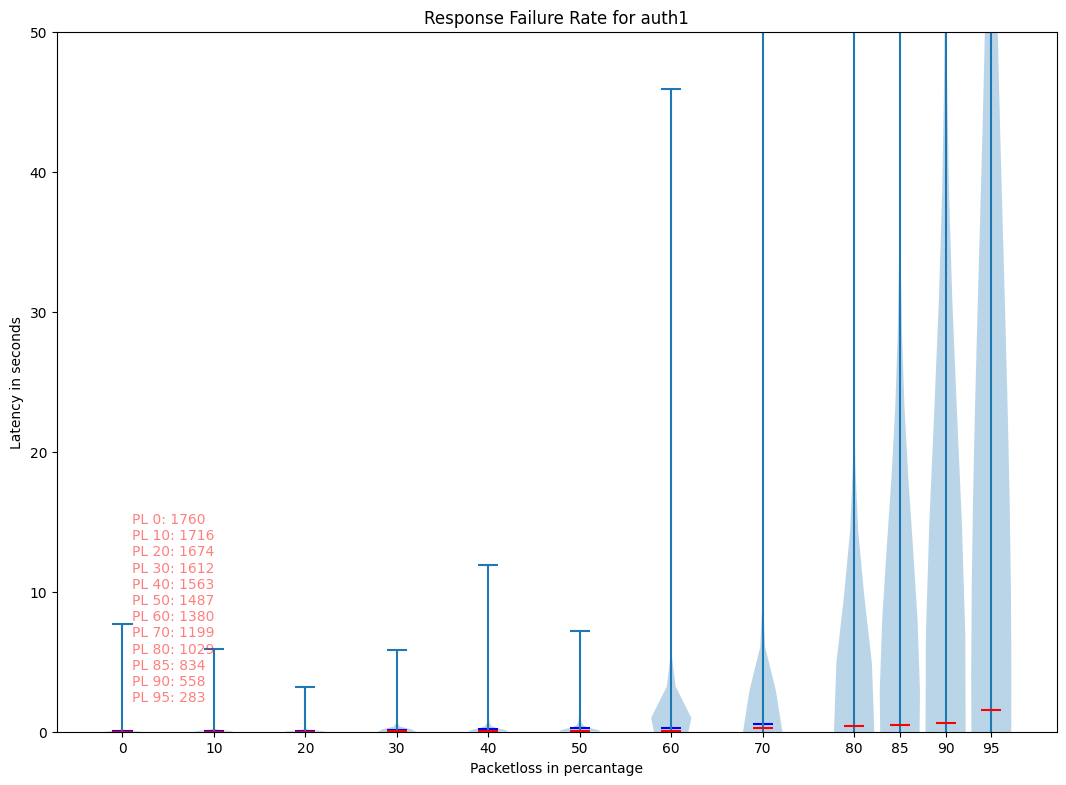 Response Failure Rate for auth1
50
40
30
20
10
0
Latency in seconds
PL 0: 1760
PL 10: 1716
PL 20: 1674
PL 30: 1612
PL 40: 1563
PL 50: 1487
PL 60: 1380
PL 70: 1199
PL 80: 1029
PL 85: 834
PL 90: 558
PL 95: 283
0 10 20 30 40 50 60 70 80 85 90 95
Packetloss in percantage